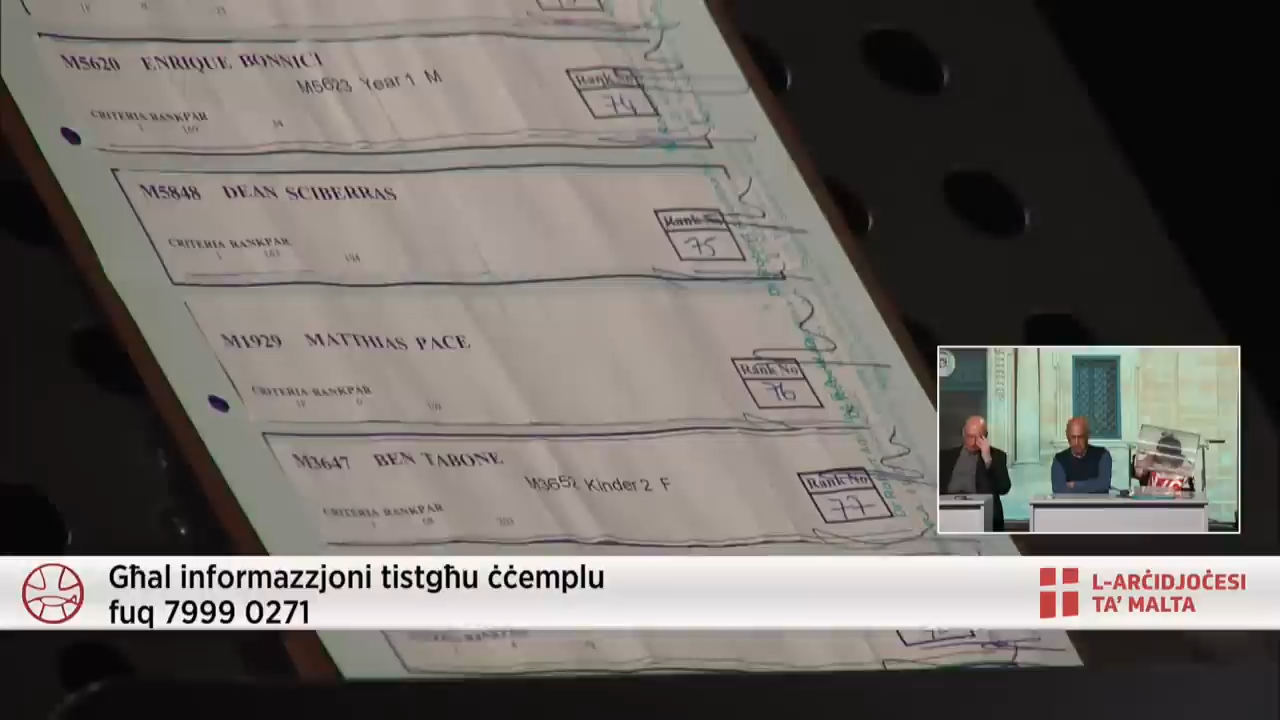 M5620 ENRIQUE BONNICI
M5623 Year 1 M
Rank No
74
CRITERIA RANKPAR
M5848 DEAN SCIBERRAS
Rank No
75
CRITERIA RANKPAR
M1929 MATTHIAS PACE
Rank No
76
CRITERIA RANKPAR
M3647 BEN TABONE
M3652 Kinder 2 F
Rank No
77
CRITERIA RANKPAR
Għal informazzjoni tistgħu ċċemplu
fuq 7999 0271
L-ARĊIDJOĊESI
TA' MALTA